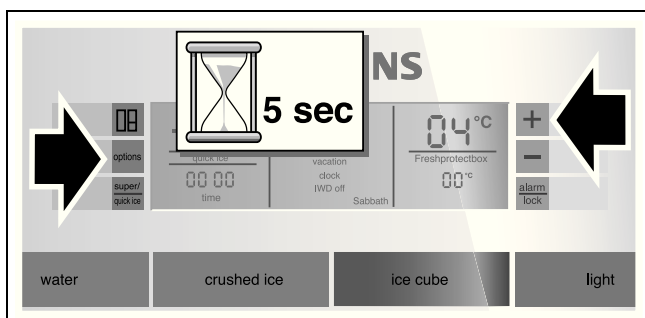 NS
5 sec
options
super/
quick ice
quick ice
00 00
time
vacation
clock
IWD off
Sabbath
04 °C
Freshprotectbox
00 °C
+
−
alarm
lock
water
crushed ice
ice cube
light